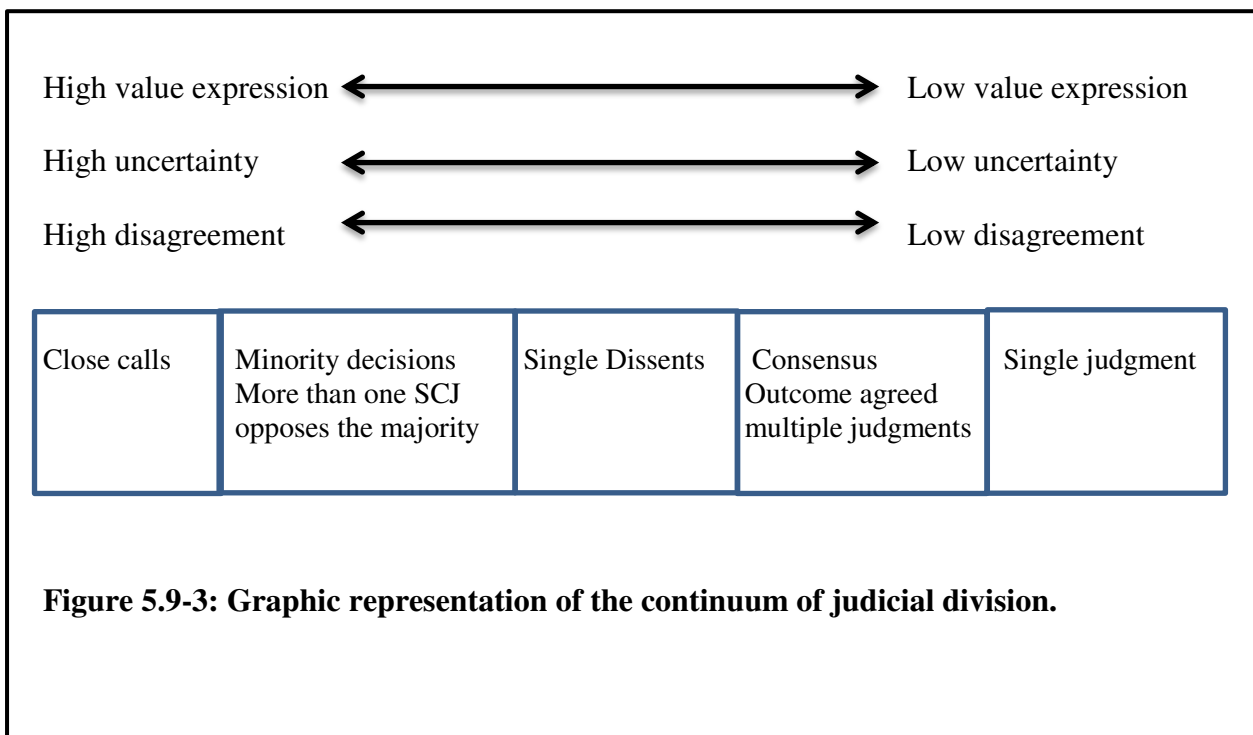 High value expression Low value expression
High uncertainty Low uncertainty
High disagreement Low disagreement
Close calls
Minority decisions
More than one SCJ
opposes the majority
Single Dissents
Consensus
Outcome agreed
multiple judgments
Single judgment
Figure 5.9-3: Graphic representation of the continuum of judicial division.